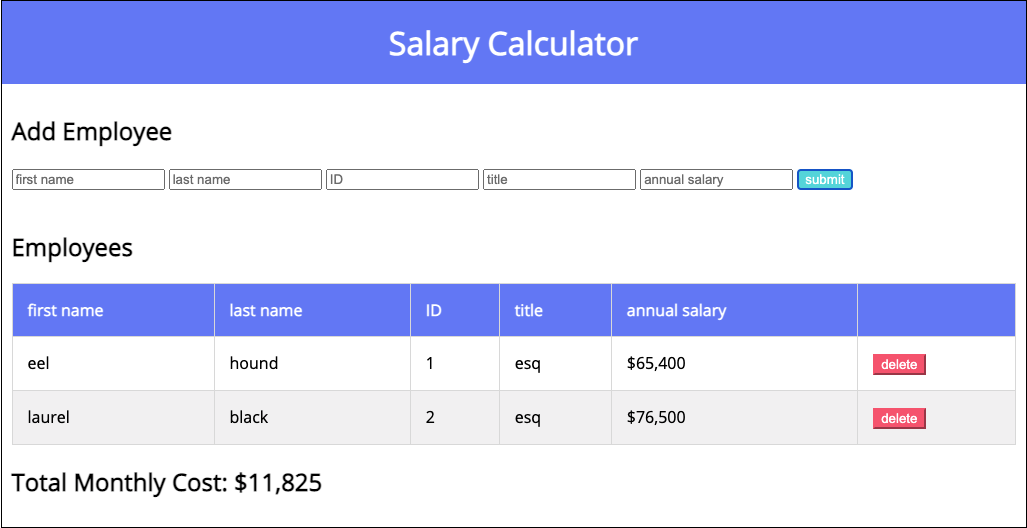 Salary Calculator
Add Employee
first name last name ID title annual salary submit
Employees
first name last name ID title annual salary
eel hound 1 esq $65,400 delete
laurel black 2 esq $76,500 delete
Total Monthly Cost: $11,825